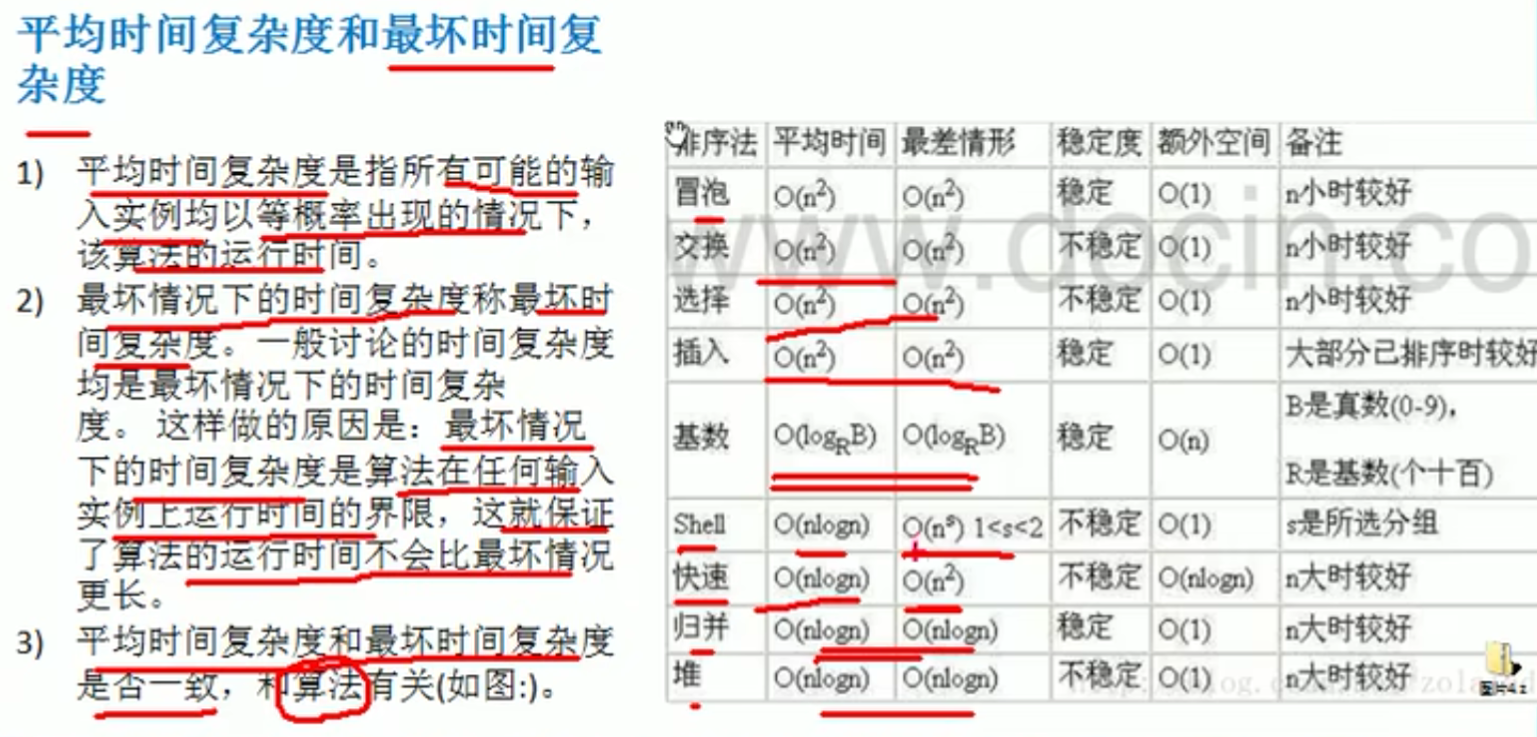 平均时间复杂度和最坏时间复
杂度
1) 平均时间复杂度是指所有可能的输
入实例均以等概率出现的情况下，
该算法的运行时间。
2) 最坏情况下的时间复杂度称最坏时
间复杂度。一般讨论的时间复杂度
均是最坏情况下的时间复杂
度。 这样做的原因是：最坏情况
下的时间复杂度是算法在任何输入
实例上运行时间的界限，这就保证
了算法的运行时间不会比最坏情况
更长。
3) 平均时间复杂度和最坏时间复杂度
是否一致，和算法有关(如图:)。
排序法 平均时间 最差情形 稳定度 额外空间 备注
冒泡 O(n²) O(n²) 稳定 O(1) n小时较好
交换 O(n²) O(n²) 不稳定 O(1) n小时较好
选择 O(n²) O(n²) 不稳定 O(1) n小时较好
插入 O(n²) O(n²) 稳定 O(1) 大部分已排序时较好
基数 O(logRB) O(logRB) 稳定 O(n) B是真数(0-9)，
R是基数(个十百)
Shell O(nlogn) O(nˢ) 1<s<2 不稳定 O(1) s是所选分组
快速 O(nlogn) O(n²) 不稳定 O(nlogn) n大时较好
归并 O(nlogn) O(nlogn) 稳定 O(1) n大时较好
堆 O(nlogn) O(nlogn) 不稳定 O(1) n大时较好
www.docin.co